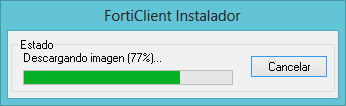 FortiClient Instalador
Estado
Descargando imagen (77%)...
Cancelar